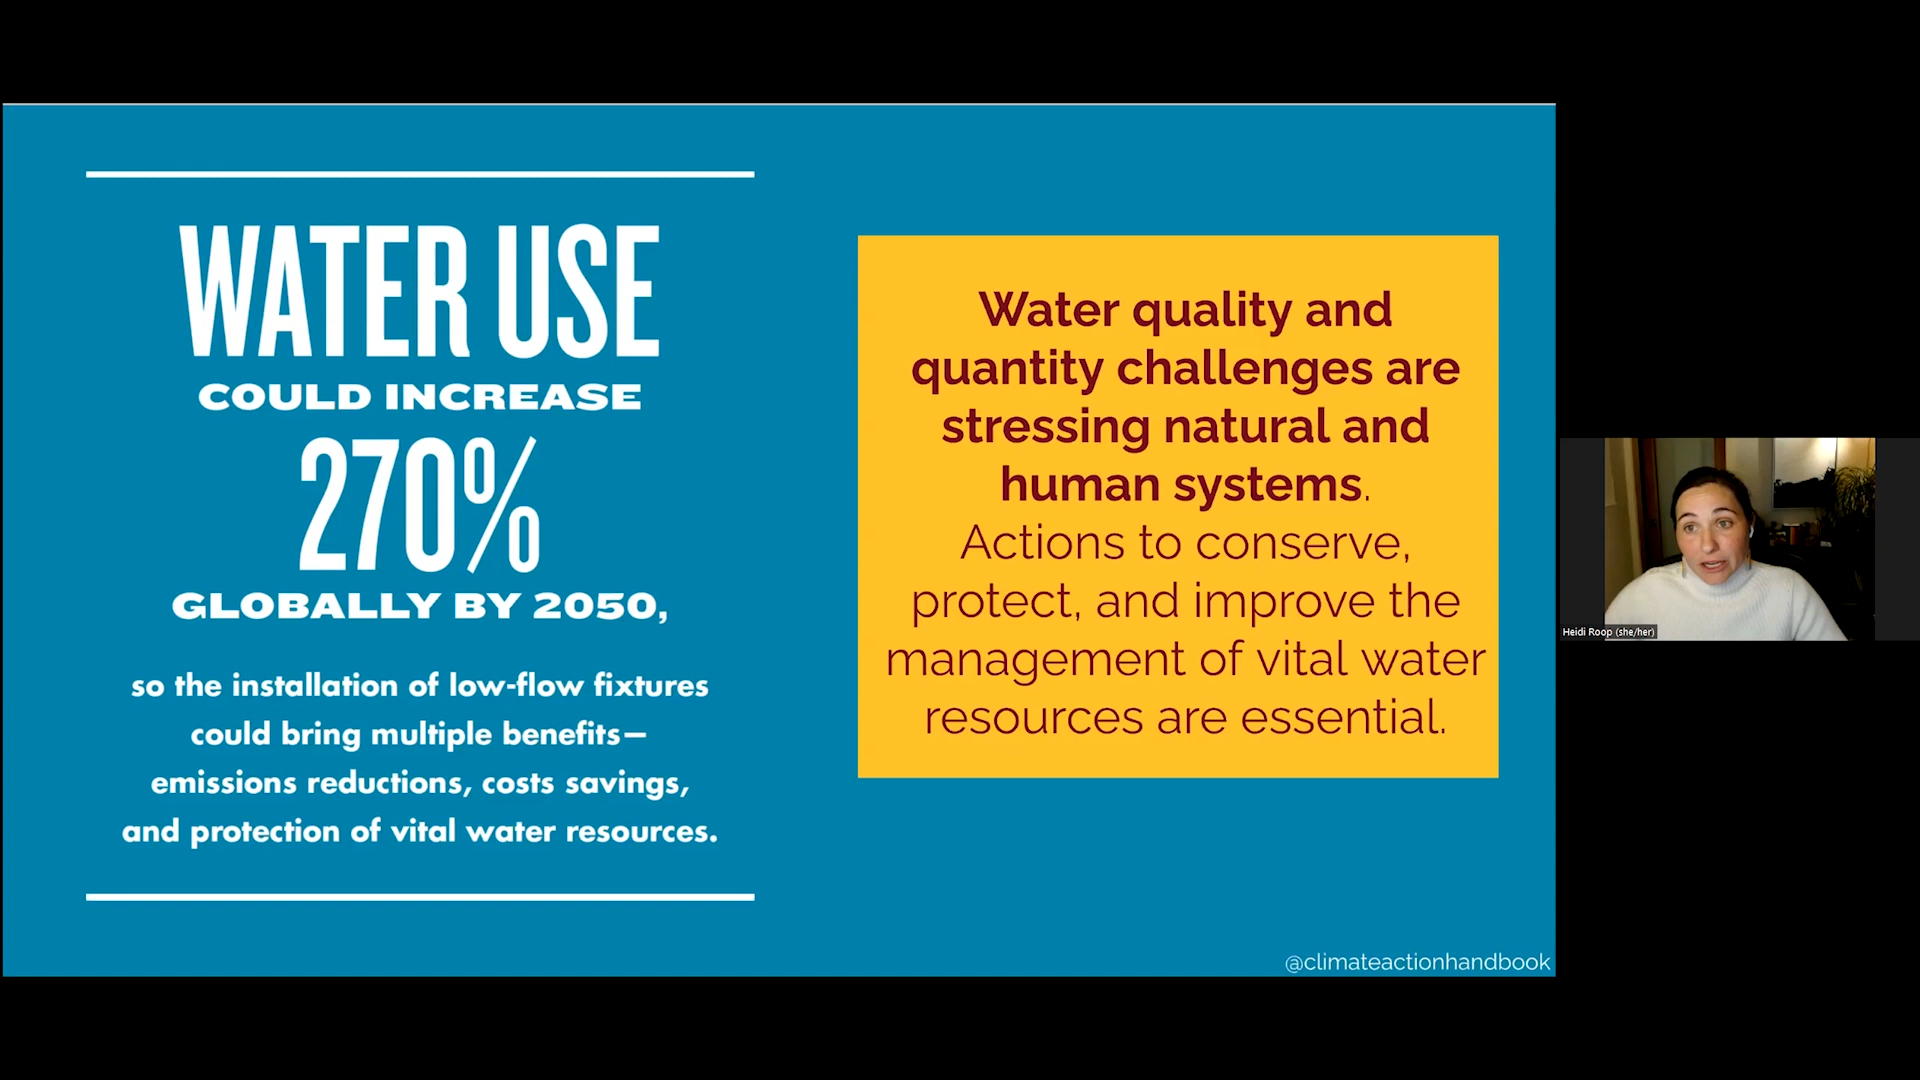 WATER USE
COULD INCREASE
270%
GLOBALLY BY 2050,
so the installation of low-flow fixtures
could bring multiple benefits—
emissions reductions, costs savings,
and protection of vital water resources.
Water quality and
quantity challenges are
stressing natural and
human systems.
Actions to conserve,
protect, and improve the
management of vital water
resources are essential.
@climateactionhandbook
Heidi Roop (she/her)